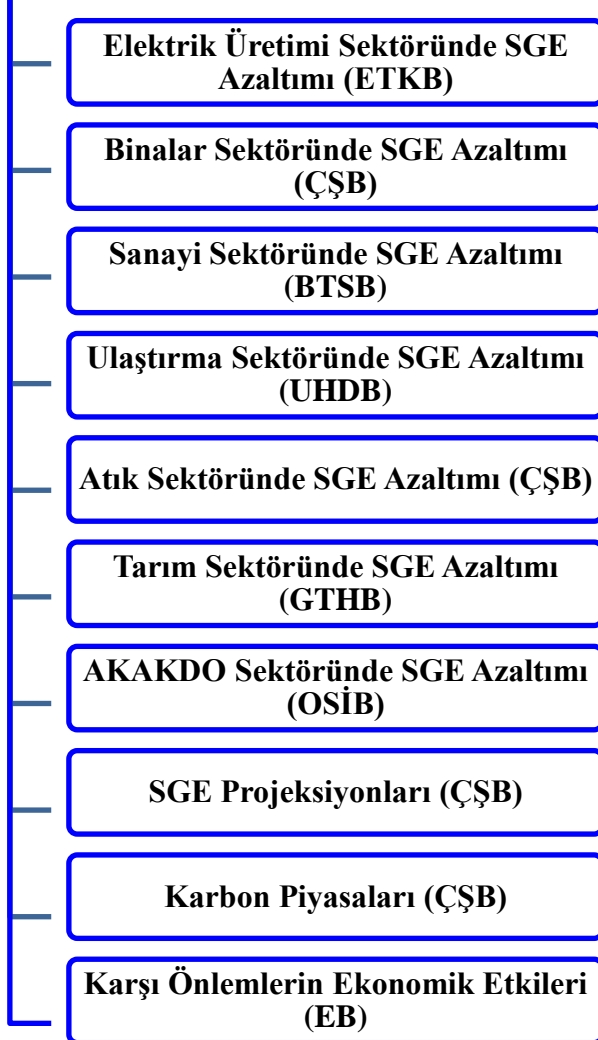 Elektrik Üretimi Sektöründe SGE
Azaltımı (ETKB)
Binalar Sektöründe SGE Azaltımı
(ÇŞB)
Sanayi Sektöründe SGE Azaltımı
(BTSB)
Ulaştırma Sektöründe SGE Azaltımı
(UHDB)
Atık Sektöründe SGE Azaltımı (ÇŞB)
Tarım Sektöründe SGE Azaltımı
(GTHB)
AKAKDO Sektöründe SGE Azaltımı
(OSİB)
SGE Projeksiyonları (ÇŞB)
Karbon Piyasaları (ÇŞB)
Karşı Önlemlerin Ekonomik Etkileri
(EB)